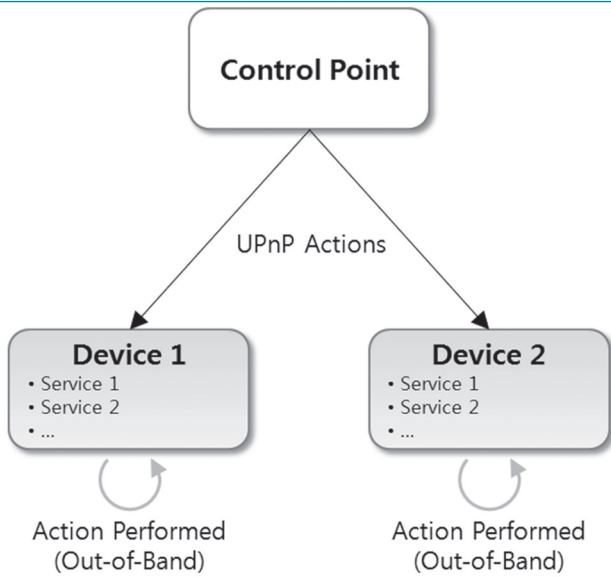 Control Point
UPnP Actions
Device 1
• Service 1
• Service 2
• ...
Device 2
• Service 1
• Service 2
• ...
Action Performed
(Out-of-Band)
Action Performed
(Out-of-Band)